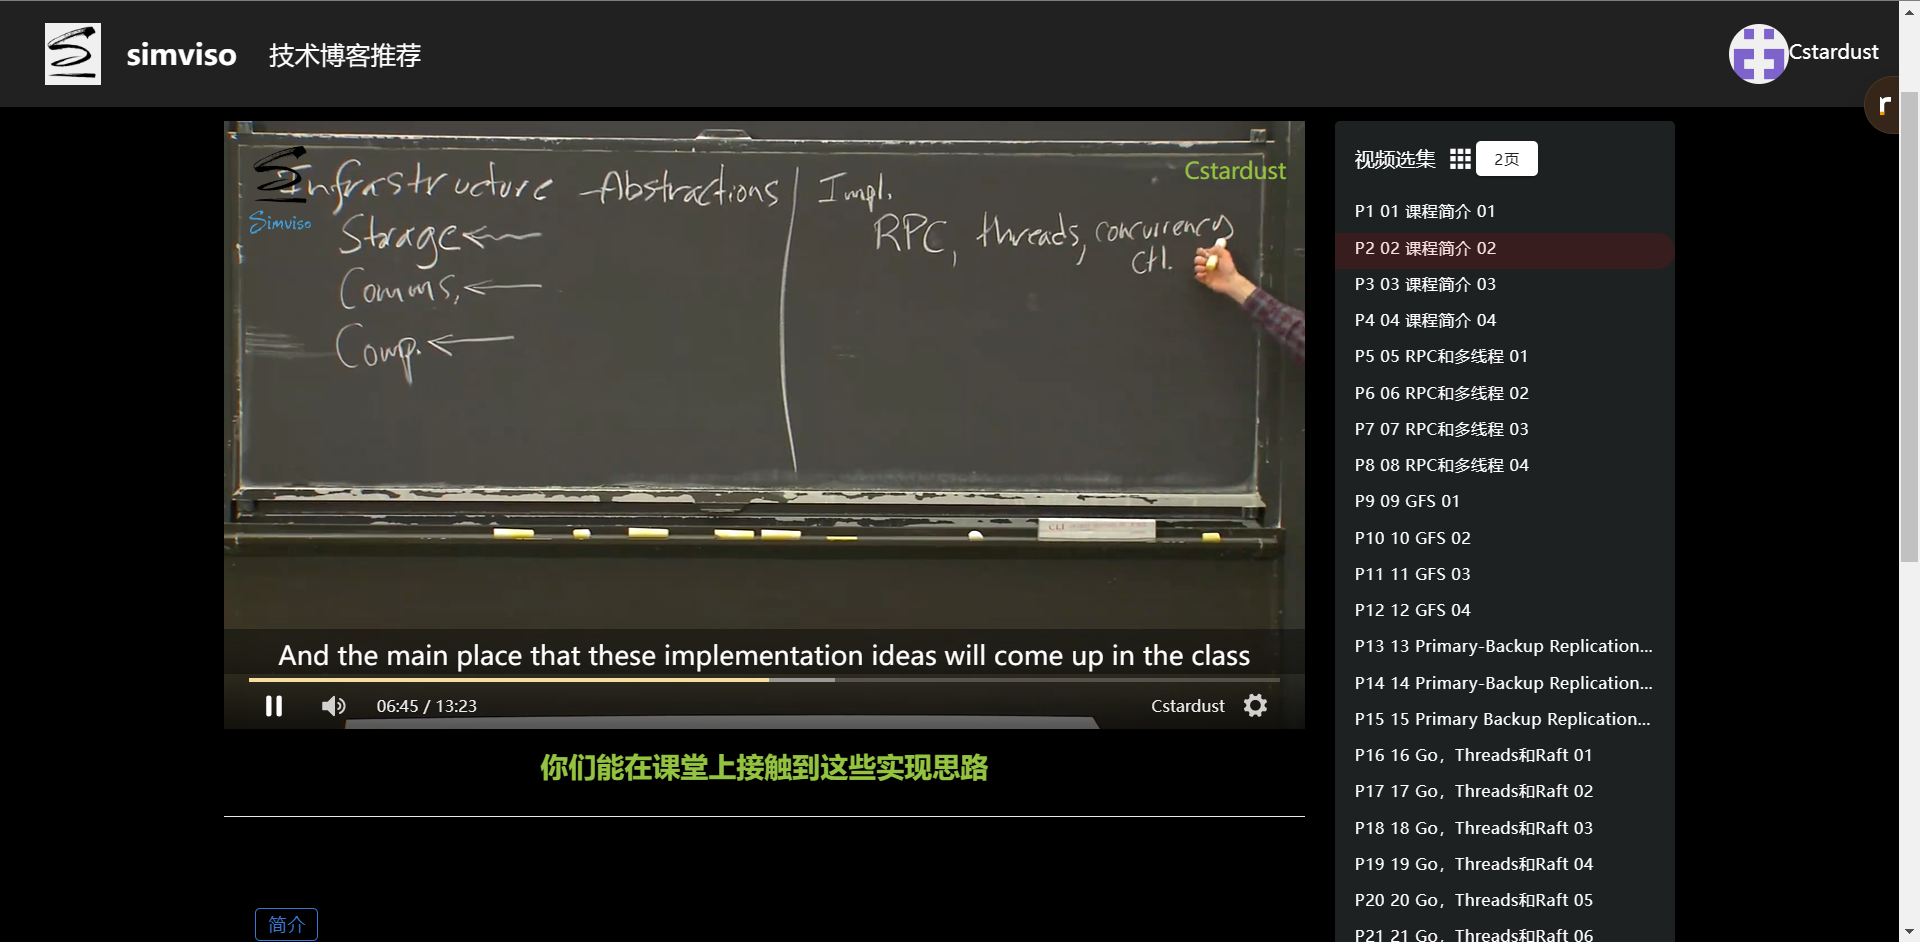 simviso 技术博客推荐
Cstardust
r
Infrastructure - Abstractions
Storage
Comms.
Comp.
Impl.
RPC, threads, concurrency
ctl.
Simviso
Cstardust
And the main place that these implementation ideas will come up in the class
06:45 / 13:23
Cstardust
你们能在课堂上接触到这些实现思路
简介
视频选集 2页
P1 01 课程简介 01
P2 02 课程简介 02
P3 03 课程简介 03
P4 04 课程简介 04
P5 05 RPC和多线程 01
P6 06 RPC和多线程 02
P7 07 RPC和多线程 03
P8 08 RPC和多线程 04
P9 09 GFS 01
P10 10 GFS 02
P11 11 GFS 03
P12 12 GFS 04
P13 13 Primary-Backup Replication...
P14 14 Primary-Backup Replication...
P15 15 Primary Backup Replication...
P16 16 Go，Threads和Raft 01
P17 17 Go，Threads和Raft 02
P18 18 Go，Threads和Raft 03
P19 19 Go，Threads和Raft 04
P20 20 Go，Threads和Raft 05
P21 21 Go，Threads和Raft 06